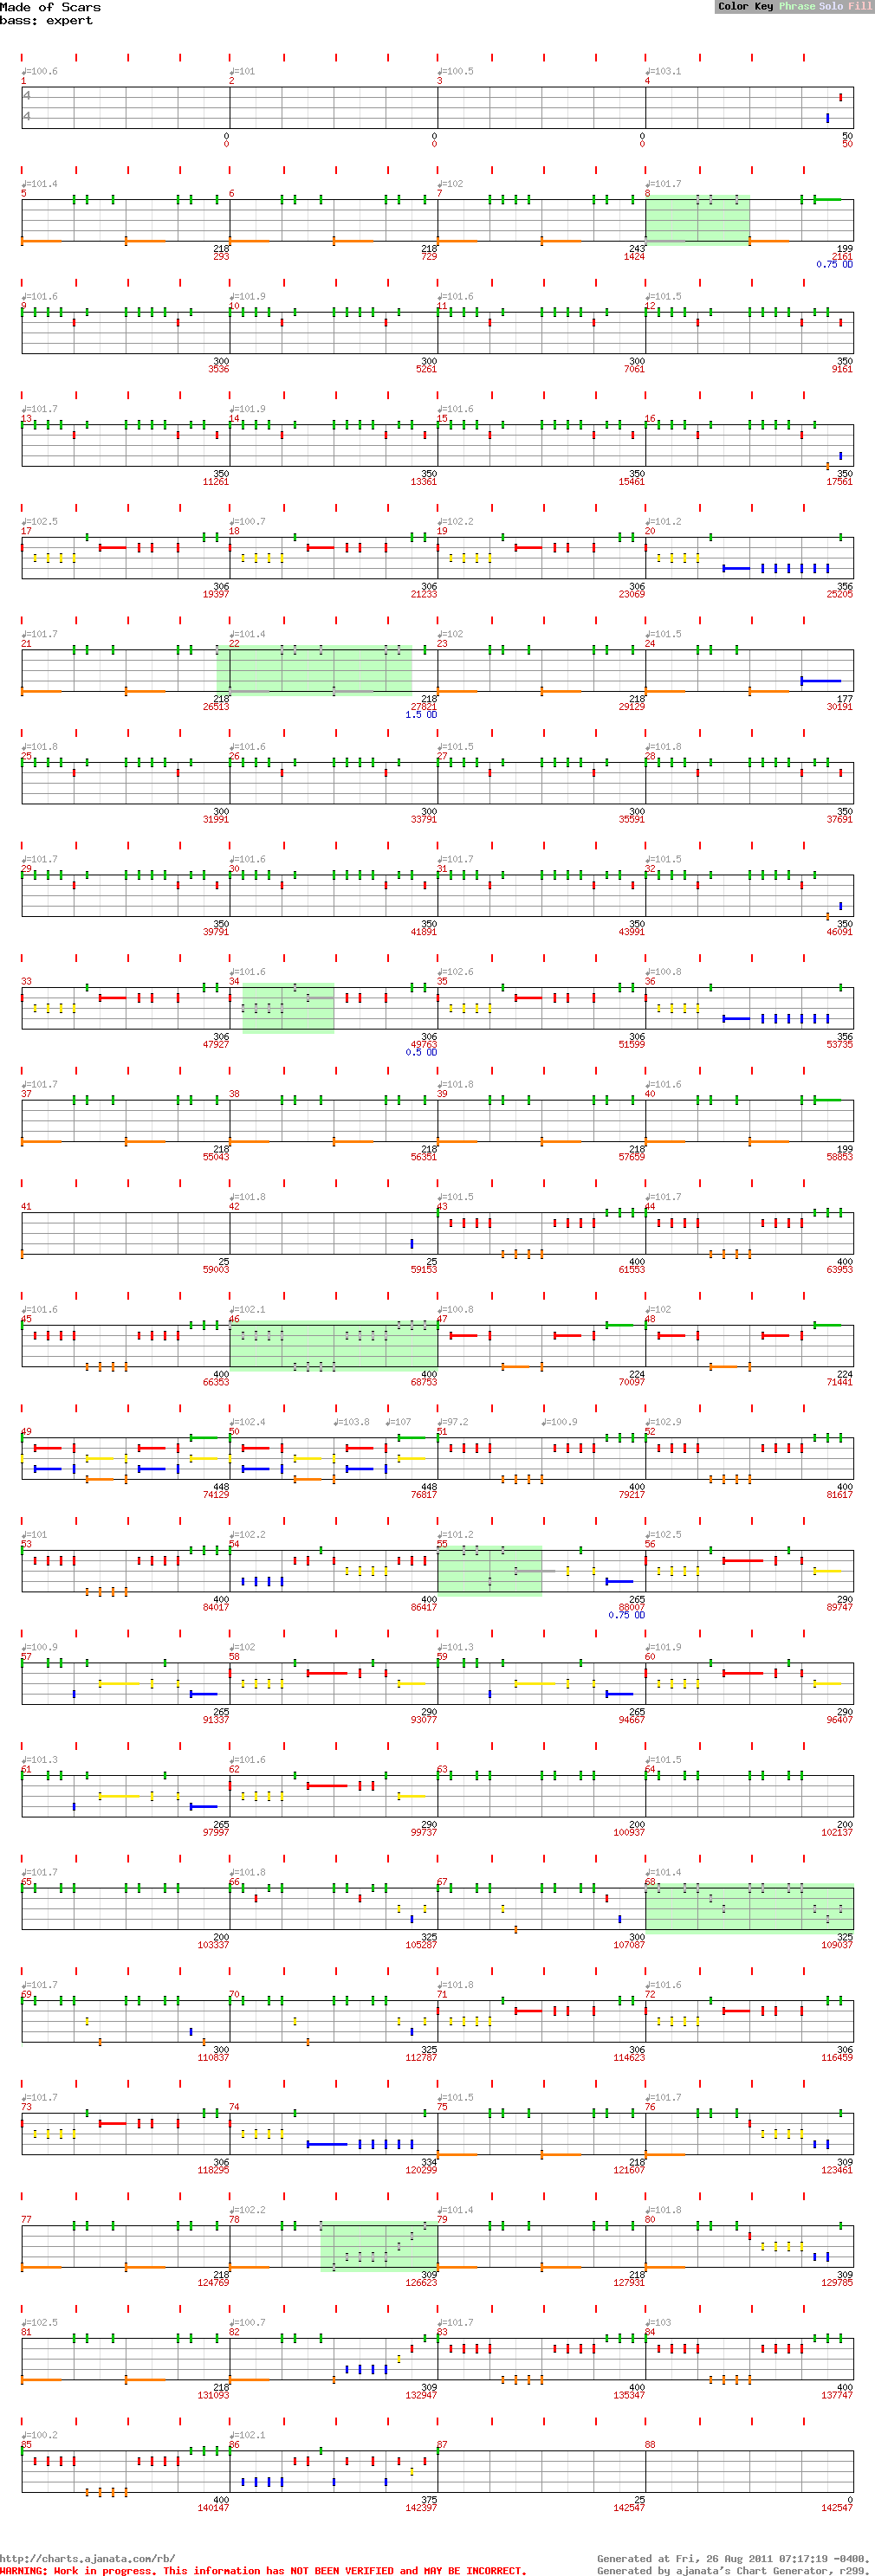 Made of Scars
bass: expert
Color Key Phrase Solo Fill
♩=100.6 ♩=101 ♩=100.5 ♩=103.1
1 2 3 4
4
4
0 0 0 50
0 0 0 50
♩=101.4 ♩=102 ♩=101.7
5 6 7 8
218 218 243 199
293 729 1424 2161
0.75 OD
♩=101.6 ♩=101.9 ♩=101.6 ♩=101.5
9 10 11 12
300 300 300 350
3536 5261 7061 9161
♩=101.7 ♩=101.9 ♩=101.6
13 14 15 16
350 350 350 350
11261 13361 15461 17561
♩=102.5 ♩=100.7 ♩=102.2 ♩=101.2
17 18 19 20
306 306 306 356
19397 21233 23069 25205
♩=101.7 ♩=101.4 ♩=102 ♩=101.5
21 22 23 24
218 218 218 177
26513 27821 29129 30191
1.5 OD
♩=101.8 ♩=101.6 ♩=101.5 ♩=101.8
25 26 27 28
300 300 300 350
31991 33791 35591 37691
♩=101.7 ♩=101.6 ♩=101.7 ♩=101.5
29 30 31 32
350 350 350 350
39791 41891 43991 46091
♩=101.6 ♩=102.6 ♩=100.8
33 34 35 36
306 306 306 356
47927 49763 51599 53735
0.5 OD
♩=101.7 ♩=101.8 ♩=101.6
37 38 39 40
218 218 218 199
55043 56351 57659 58853
♩=101.8 ♩=101.5 ♩=101.7
41 42 43 44
25 25 400 400
59003 59153 61553 63953
♩=101.6 ♩=102.1 ♩=100.8 ♩=102
45 46 47 48
400 400 224 224
66353 68753 70097 71441
♩=102.4 ♩=103.8 ♩=107 ♩=97.2 ♩=100.9 ♩=102.9
49 50 51 52
448 448 400 400
74129 76817 79217 81617
♩=101 ♩=102.2 ♩=101.2 ♩=102.5
53 54 55 56
400 400 265 290
84017 86417 88007 89747
0.75 OD
♩=100.9 ♩=102 ♩=101.3 ♩=101.9
57 58 59 60
265 290 265 290
91337 93077 94667 96407
♩=101.3 ♩=101.6 ♩=101.5
61 62 63 64
265 290 200 200
97997 99737 100937 102137
♩=101.7 ♩=101.8 ♩=101.4
65 66 67 68
200 325 300 325
103337 105287 107087 109037
♩=101.7 ♩=101.8 ♩=101.6
69 70 71 72
300 325 306 306
110837 112787 114623 116459
♩=101.7 ♩=101.5 ♩=101.7
73 74 75 76
306 334 218 309
118295 120299 121607 123461
♩=102.2 ♩=101.4 ♩=101.8
77 78 79 80
218 309 218 309
124769 126623 127931 129785
♩=102.5 ♩=100.7 ♩=101.7 ♩=103
81 82 83 84
218 309 400 400
131093 132947 135347 137747
♩=100.2 ♩=102.1
85 86 87 88
400 375 25 0
140147 142397 142547 142547
http://charts.ajanata.com/rb/ Generated at Fri, 26 Aug 2011 07:17:19 -0400.
WARNING: Work in progress. This information has NOT BEEN VERIFIED and MAY BE INCORRECT. Generated by ajanata's Chart Generator, r299.